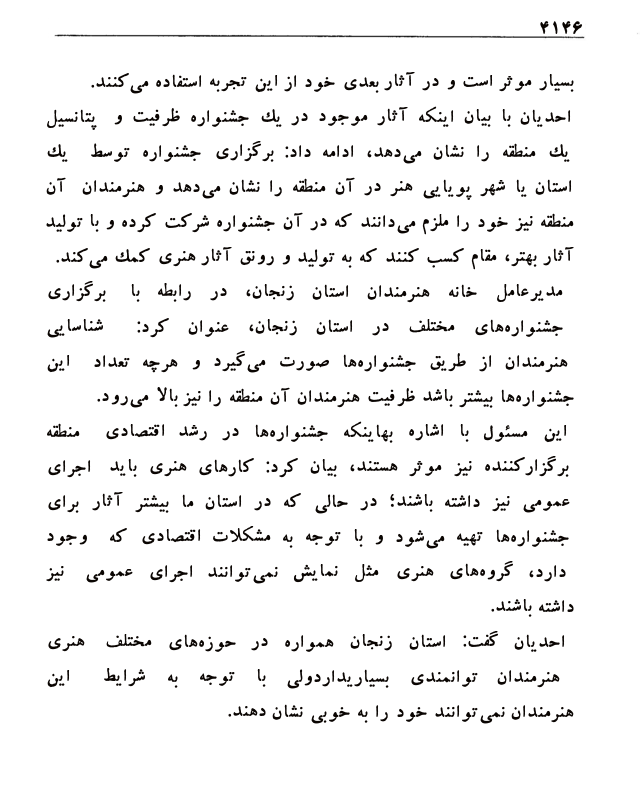 ۴۱۴۶
بسیار موثر است و در آثار بعدی خود از این تجربه استفاده می‌کنند.
احدیان با بیان اینکه آثار موجود در یك جشنواره ظرفیت و پتانسیل
یك منطقه را نشان می‌دهد، ادامه داد: برگزاری جشنواره توسط یك
استان یا شهر پویایی هنر در آن منطقه را نشان می‌دهد و هنرمندان آن
منطقه نیز خود را ملزم می‌دانند که در آن جشنواره شرکت کرده و با تولید
آثار بهتر، مقام کسب کنند که به تولید و رونق آثار هنری کمك می‌کند.
مدیرعامل خانه هنرمندان استان زنجان، در رابطه با برگزاری
جشنواره‌های مختلف در استان زنجان، عنوان کرد: شناسایی
هنرمندان از طریق جشنواره‌ها صورت می‌گیرد و هرچه تعداد این
جشنواره‌ها بیشتر باشد ظرفیت هنرمندان آن منطقه را نیز بالا می‌رود.
این مسئول با اشاره بهاینکه جشنواره‌ها در رشد اقتصادی منطقه
برگزارکننده نیز موثر هستند، بیان کرد: کارهای هنری باید اجرای
عمومی نیز داشته باشند؛ در حالی که در استان ما بیشتر آثار برای
جشنواره‌ها تهیه می‌شود و با توجه به مشکلات اقتصادی که وجود
دارد، گروه‌های هنری مثل نمایش نمی‌توانند اجرای عمومی نیز
داشته باشند.
احدیان گفت: استان زنجان همواره در حوزه‌های مختلف هنری
هنرمندان توانمندی بسیاریداردولی با توجه به شرایط این
هنرمندان نمی‌توانند خود را به خوبی نشان دهند.